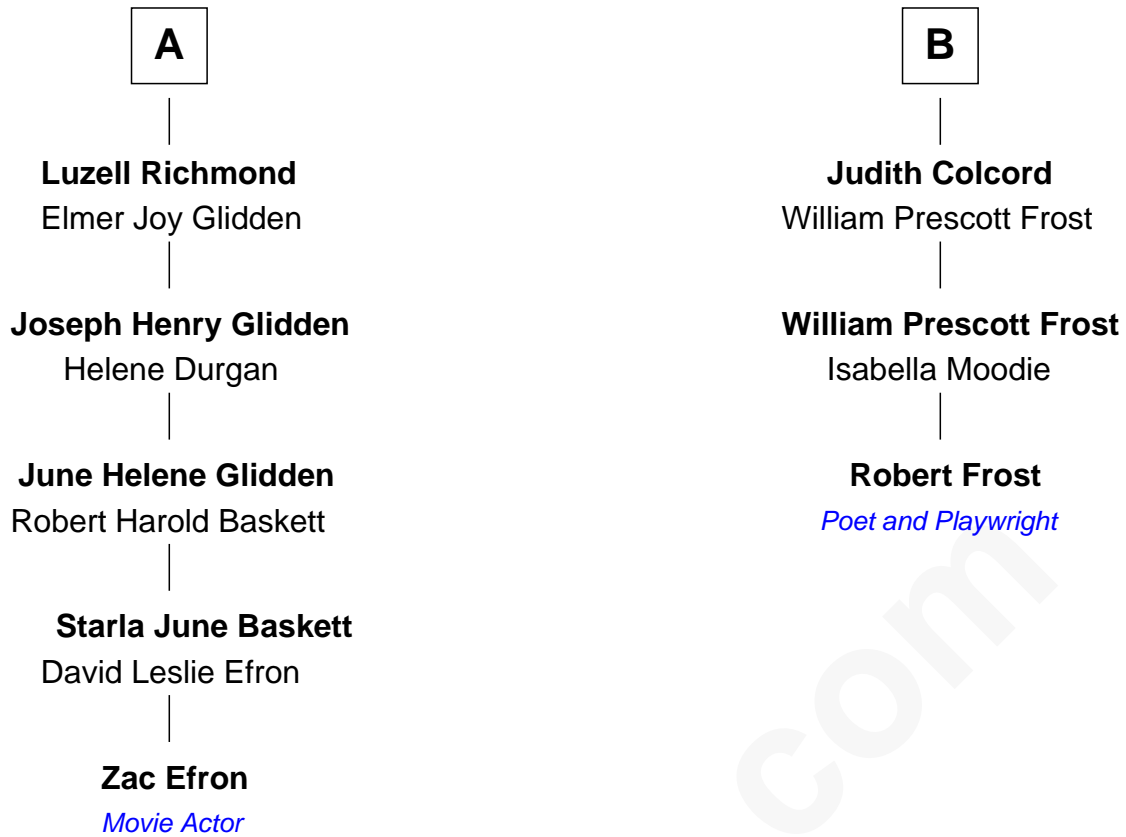 A
Luzell Richmond
Elmer Joy Glidden
Joseph Henry Glidden
Helene Durgan
June Helene Glidden
Robert Harold Baskett
Starla June Baskett
David Leslie Efron
Zac Efron
Movie Actor
B
Judith Colcord
William Prescott Frost
William Prescott Frost
Isabella Moodie
Robert Frost
Poet and Playwright
com